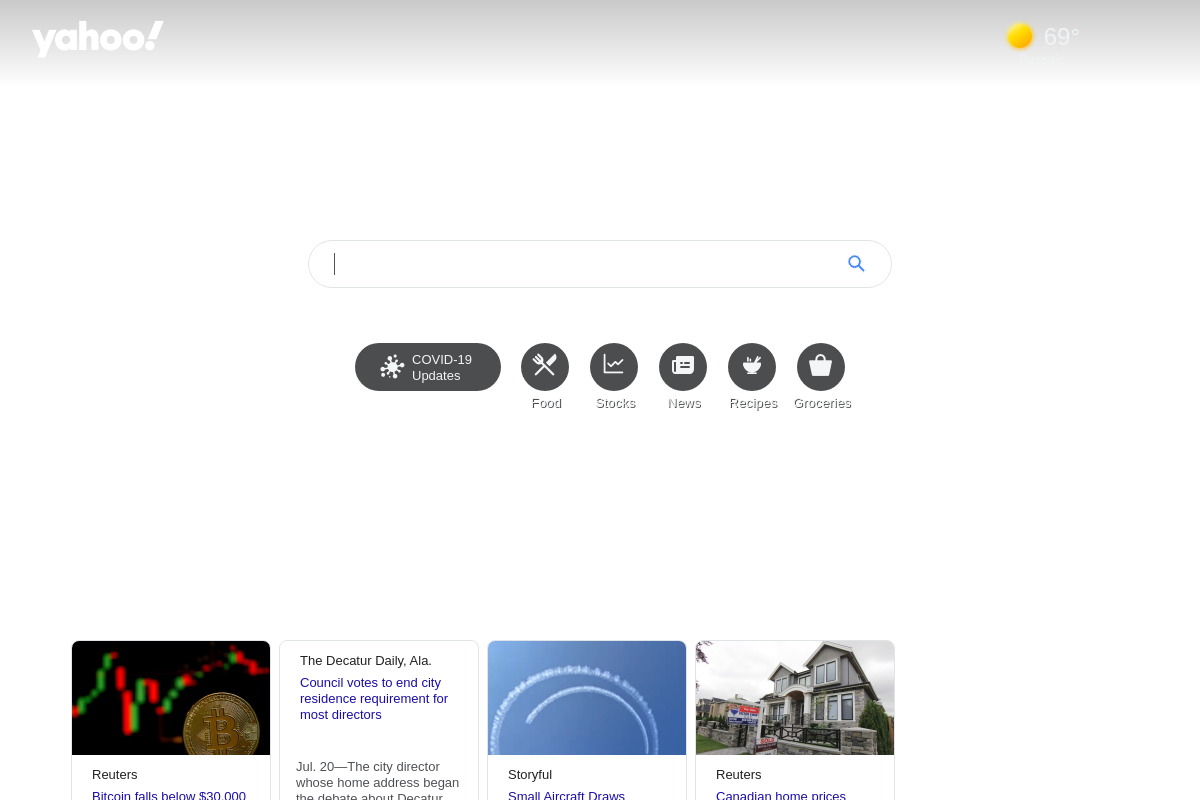 yahoo!
69°
COVID-19
Updates
Food
Stocks
News
Recipes
Groceries
Reuters
Bitcoin falls below $30,000
The Decatur Daily, Ala.
Council votes to end city
residence requirement for
most directors
Jul. 20—The city director
whose home address began
the debate about Decatur
Storyful
Small Aircraft Draws
Reuters
Canadian home prices